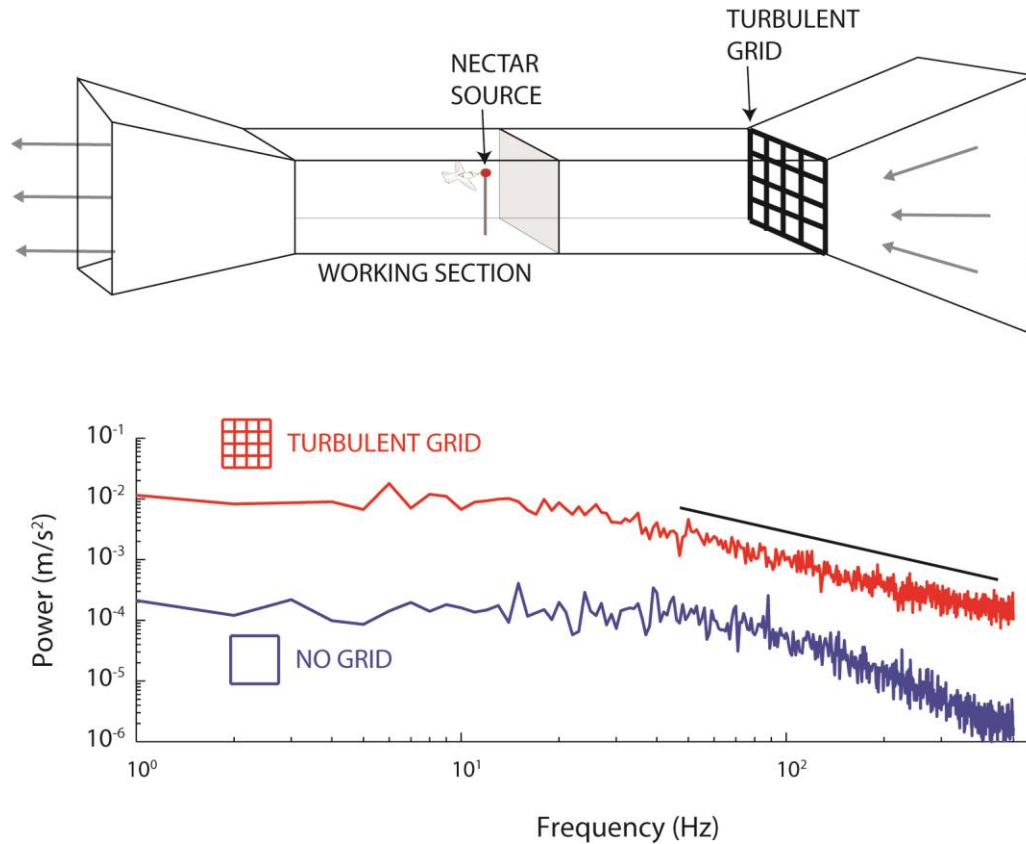 TURBULENT
GRID
NECTAR
SOURCE
WORKING SECTION
TURBULENT GRID
NO GRID
Power (m/s²)
10⁻¹
10⁻²
10⁻³
10⁻⁴
10⁻⁵
10⁻⁶
10⁰
10¹
10²
Frequency (Hz)